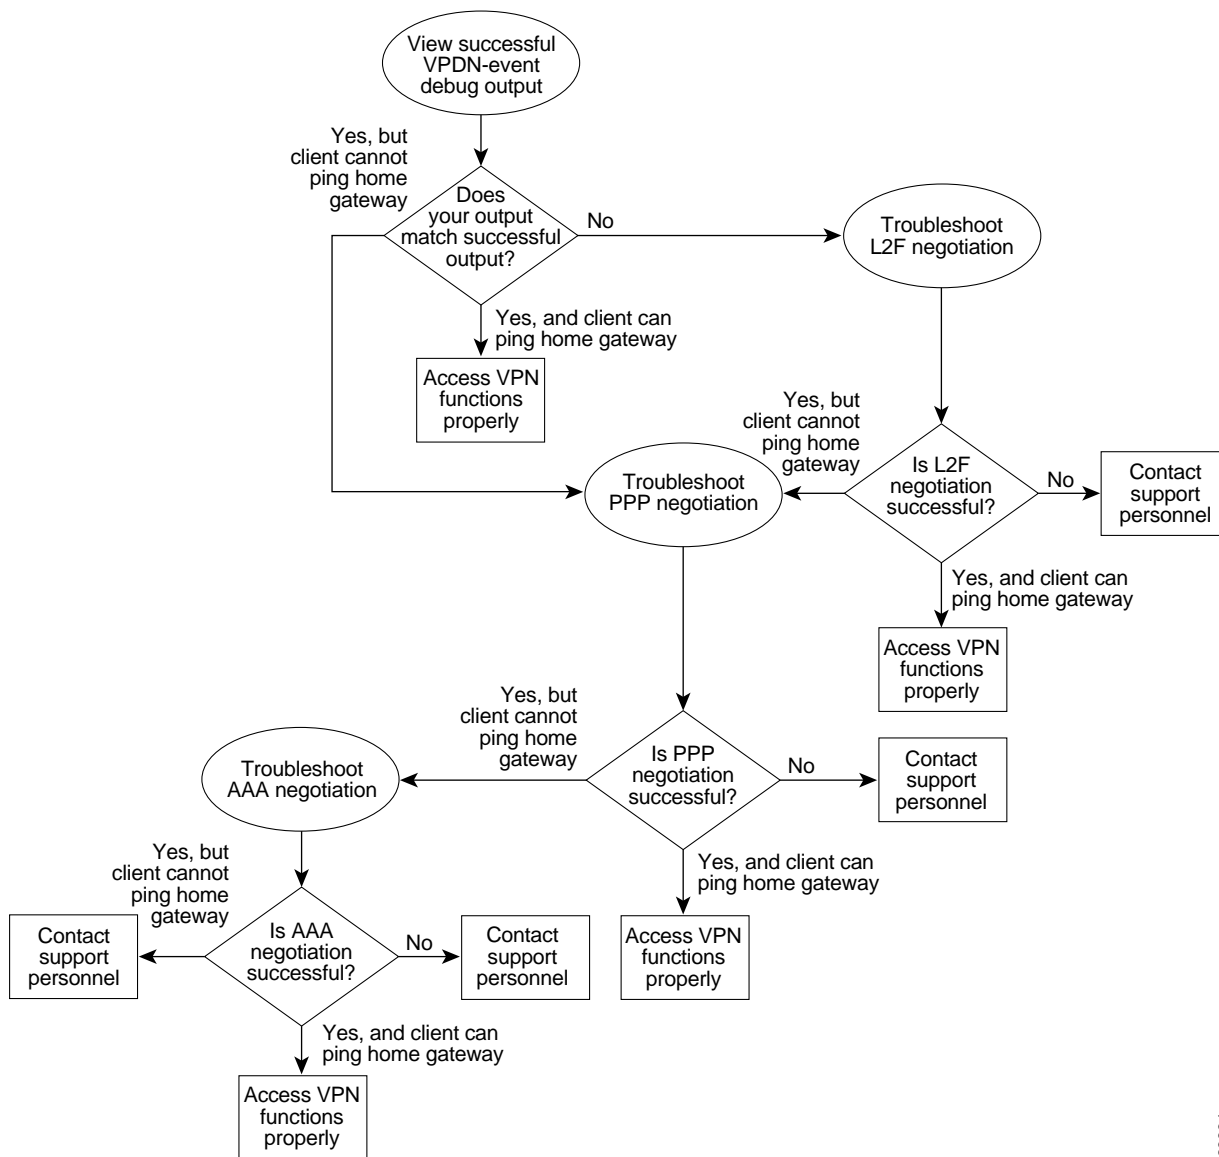 View successful
VPDN-event
debug output
Yes, but
client cannot
ping home
gateway
Does
your output
match successful
output?
No
Troubleshoot
L2F negotiation
Yes, and client can
ping home gateway
Access VPN
functions
properly
Yes, but
client cannot
ping home
gateway
Is L2F
negotiation
successful?
No
Contact
support
personnel
Troubleshoot
PPP negotiation
Yes, and client can
ping home gateway
Access VPN
functions
properly
Yes, but
client cannot
ping home
gateway
Is PPP
negotiation
successful?
No
Contact
support
personnel
Troubleshoot
AAA negotiation
Yes, and client can
ping home gateway
Access VPN
functions
properly
Yes, but
client cannot
ping home
gateway
Is AAA
negotiation
successful?
No
Contact
support
personnel
Contact
support
personnel
Yes, and client can
ping home gateway
Access VPN
functions
properly